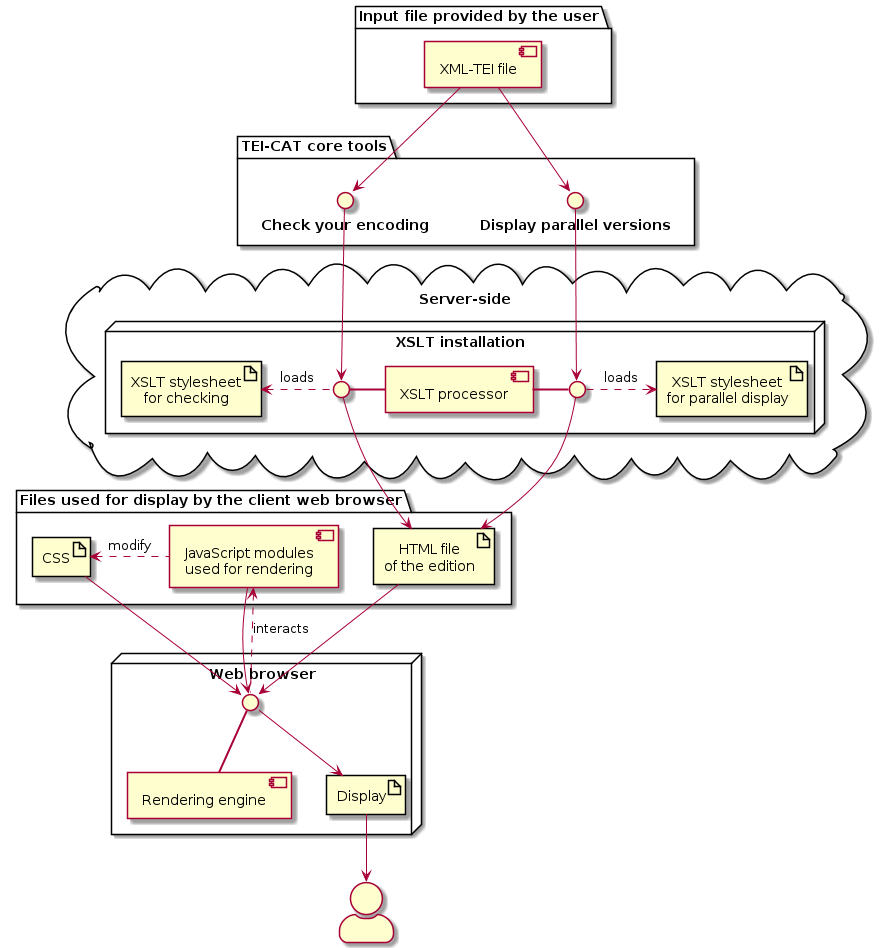 Input file provided by the user
XML-TEI file
TEI-CAT core tools
Check your encoding
Display parallel versions
Server-side
XSLT installation
XSLT stylesheet
for checking
loads
XSLT processor
loads
XSLT stylesheet
for parallel display
Files used for display by the client web browser
CSS
modify
JavaScript modules
used for rendering
HTML file
of the edition
interacts
Web browser
Rendering engine
Display